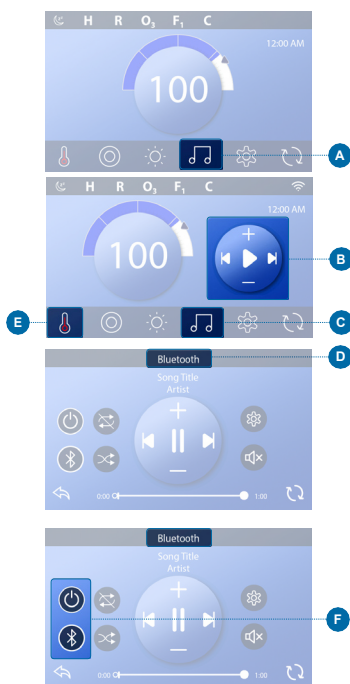 H R O₃ F₁ C
12:00 AM
100
A
H R O₃ F₁ C
12:00 AM
100
B
E
C
Bluetooth
D
Song Title
Artist
0:00
1:00
Bluetooth
Song Title
Artist
F
0:00
1:00